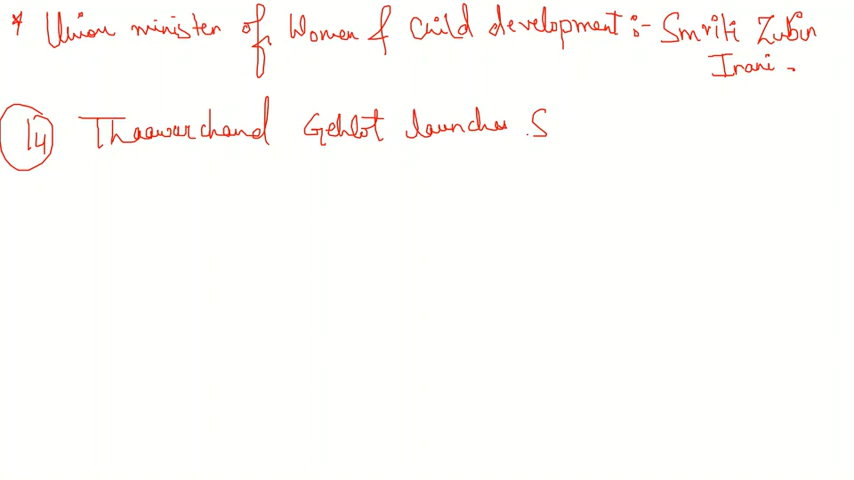 * Union minister of Women & Child development :- Smriti Zubin
Irani.
14 Thaawarchand Gehlot launches S